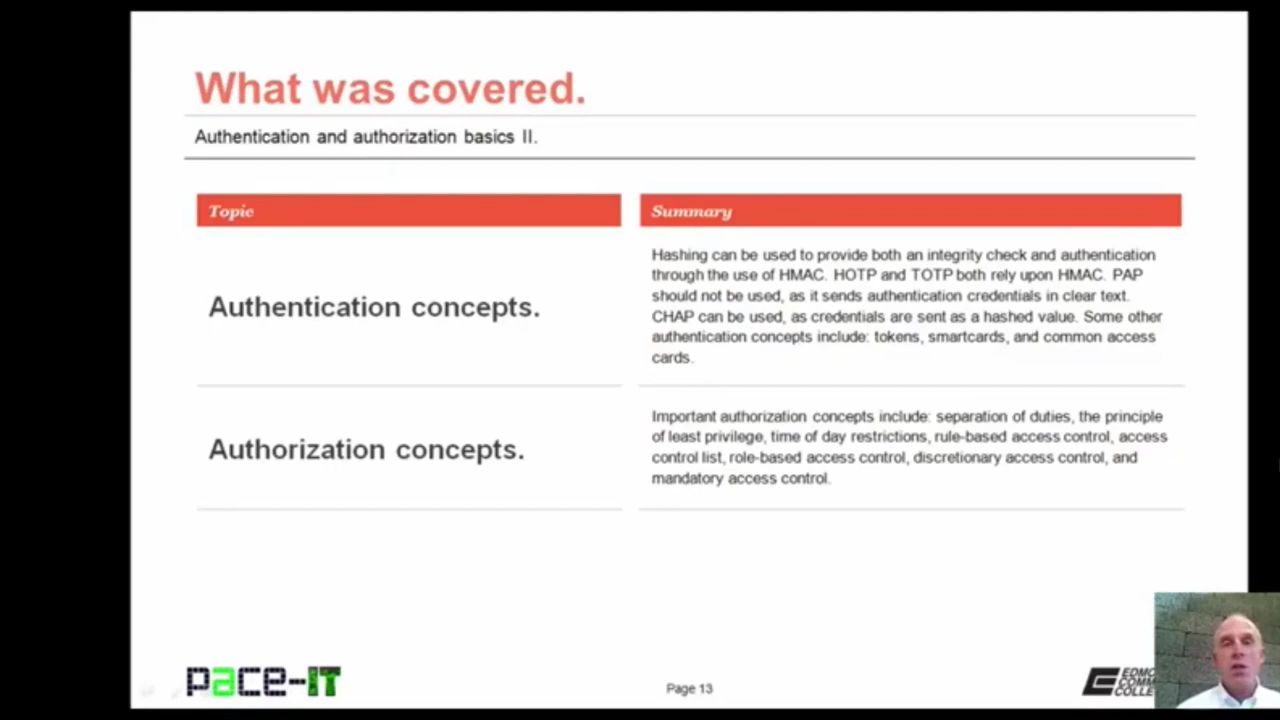 What was covered.
Authentication and authorization basics II.
Topic
Summary
Authentication concepts.
Hashing can be used to provide both an integrity check and authentication
through the use of HMAC. HOTP and TOTP both rely upon HMAC. PAP
should not be used, as it sends authentication credentials in clear text.
CHAP can be used, as credentials are sent as a hashed value. Some other
authentication concepts include: tokens, smartcards, and common access
cards.
Authorization concepts.
Important authorization concepts include: separation of duties, the principle
of least privilege, time of day restrictions, rule-based access control, access
control list, role-based access control, discretionary access control, and
mandatory access control.
pace-IT
Page 13